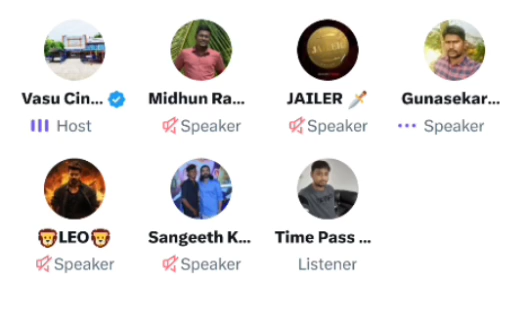 Vasu Cin...
Midhun Ra...
JAILER
Gunasekar...
Host
Speaker
Speaker
Speaker
LEO
Sangeeth K...
Time Pass ...
Speaker
Speaker
Listener